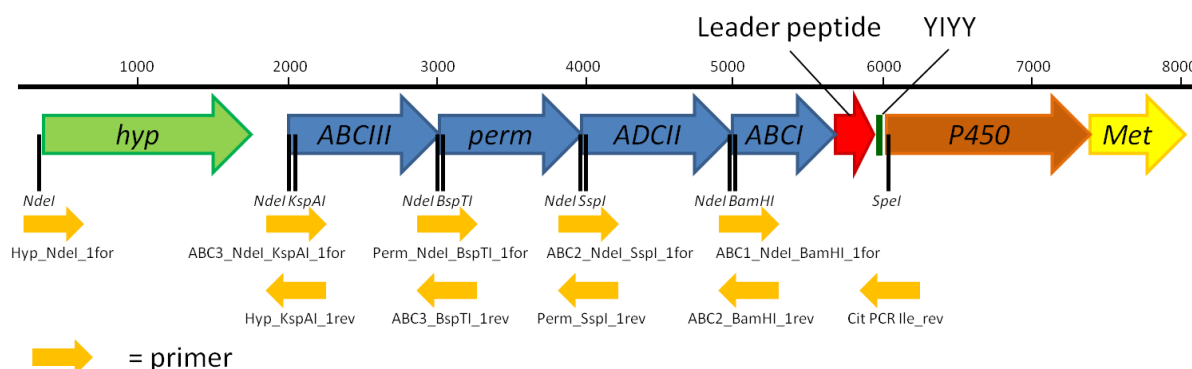 Leader peptide YIYY
1000 2000 3000 4000 5000 6000 7000 8000
hyp ABCIII perm ADCII ABCI P450 Met
NdeI NdeI KspAI NdeI BspTI NdeI SspI NdeI BamHI SpeI
Hyp_NdeI_1for ABC3_NdeI_KspAI_1for Perm_NdeI_BspTI_1for ABC2_NdeI_SspI_1for ABC1_NdeI_BamHI_1for
Hyp_KspAI_1rev ABC3_BspTI_1rev Perm_SspI_1rev ABC2_BamHI_1rev Cit PCR Ile_rev
= primer